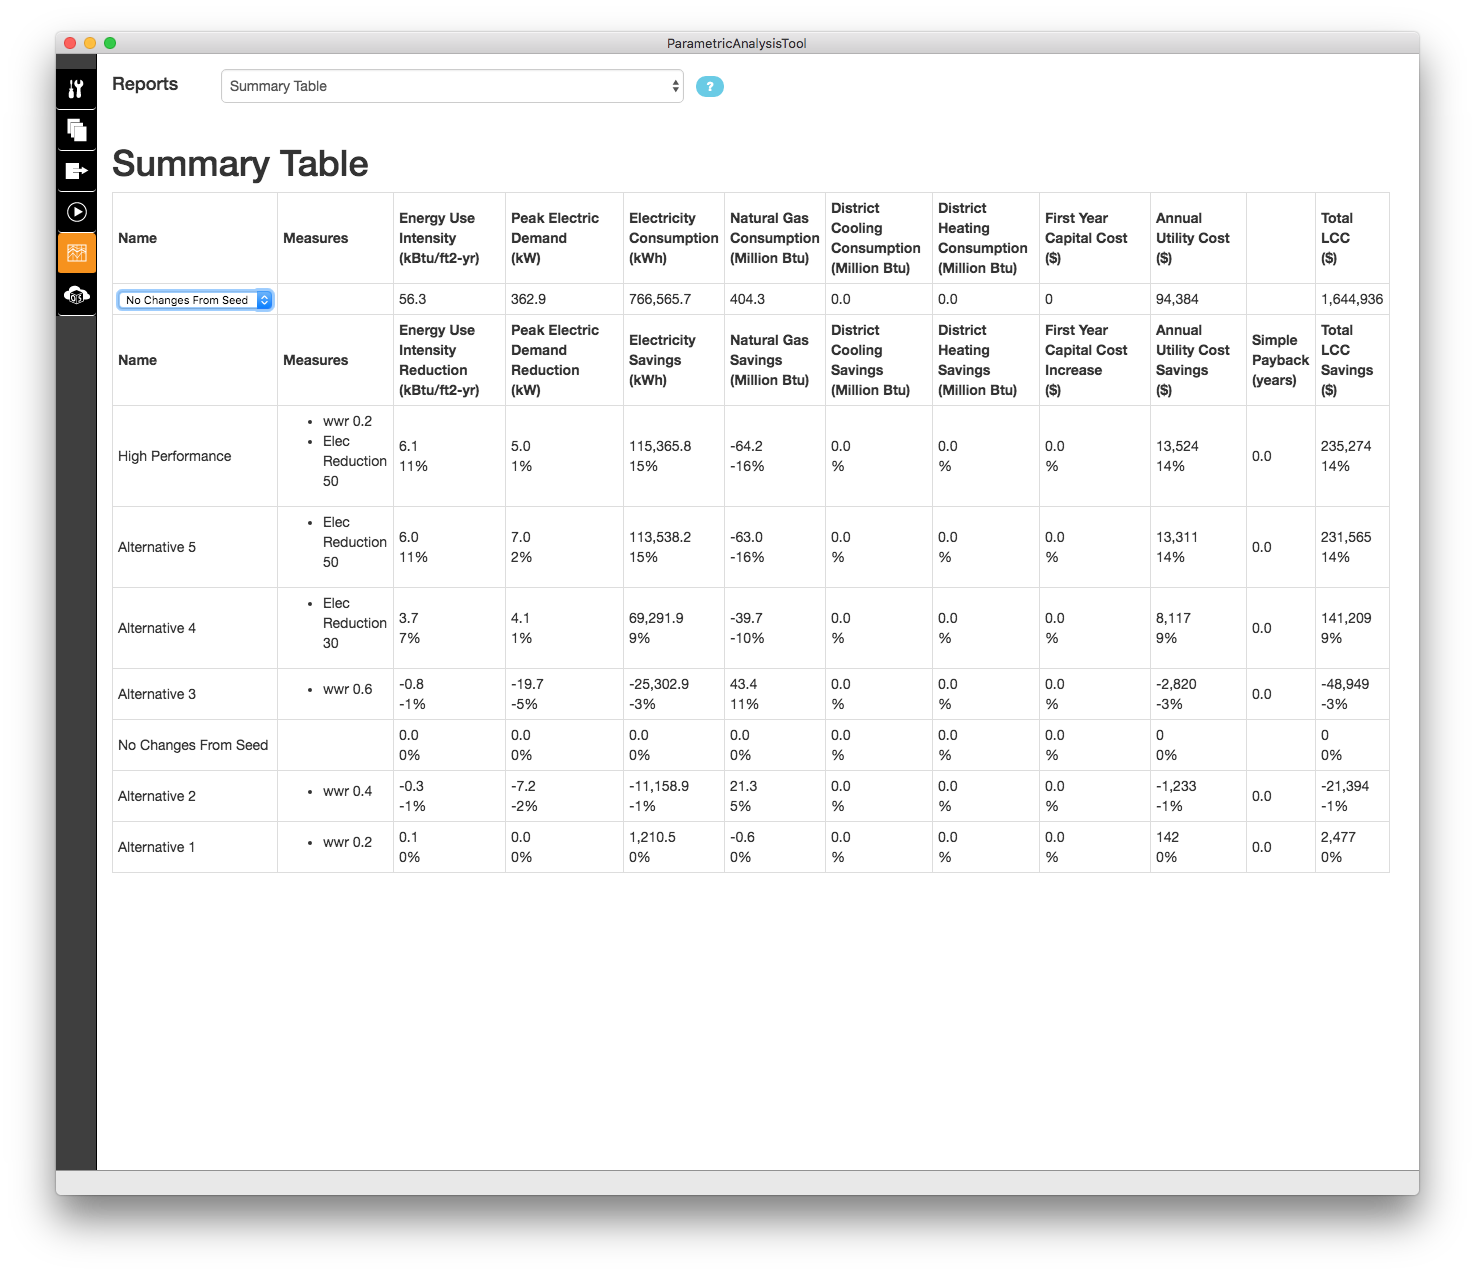 ParametricAnalysisTool
Reports
Summary Table
?
Summary Table
Name
Measures
Energy Use
Intensity
(kBtu/ft2-yr)
Peak Electric
Demand
(kW)
Electricity
Consumption
(kWh)
Natural Gas
Consumption
(Million Btu)
District
Cooling
Consumption
(Million Btu)
District
Heating
Consumption
(Million Btu)
First Year
Capital Cost
($)
Annual
Utility Cost
($)
Total
LCC
($)
No Changes From Seed
56.3
362.9
766,565.7
404.3
0.0
0.0
0
94,384
1,644,936
Name
Measures
Energy Use
Intensity
Reduction
(kBtu/ft2-yr)
Peak Electric
Demand
Reduction
(kW)
Electricity
Savings
(kWh)
Natural Gas
Savings
(Million Btu)
District
Cooling
Savings
(Million Btu)
District
Heating
Savings
(Million Btu)
First Year
Capital Cost
Increase
($)
Annual
Utility Cost
Savings
($)
Simple
Payback
(years)
Total
LCC
Savings
($)
High Performance
• wwr 0.2
• Elec
Reduction
50
6.1
11%
5.0
1%
115,365.8
15%
-64.2
-16%
0.0
%
0.0
%
0.0
%
13,524
14%
0.0
235,274
14%
Alternative 5
• Elec
Reduction
50
6.0
11%
7.0
2%
113,538.2
15%
-63.0
-16%
0.0
%
0.0
%
0.0
%
13,311
14%
0.0
231,565
14%
Alternative 4
• Elec
Reduction
30
3.7
7%
4.1
1%
69,291.9
9%
-39.7
-10%
0.0
%
0.0
%
0.0
%
8,117
9%
0.0
141,209
9%
Alternative 3
• wwr 0.6
-0.8
-1%
-19.7
-5%
-25,302.9
-3%
43.4
11%
0.0
%
0.0
%
0.0
%
-2,820
-3%
0.0
-48,949
-3%
No Changes From Seed
0.0
0%
0.0
0%
0.0
0%
0.0
0%
0.0
%
0.0
%
0.0
%
0
0%
0
0%
Alternative 2
• wwr 0.4
-0.3
-1%
-7.2
-2%
-11,158.9
-1%
21.3
5%
0.0
%
0.0
%
0.0
%
-1,233
-1%
0.0
-21,394
-1%
Alternative 1
• wwr 0.2
0.1
0%
0.0
0%
1,210.5
0%
-0.6
0%
0.0
%
0.0
%
0.0
%
142
0%
0.0
2,477
0%